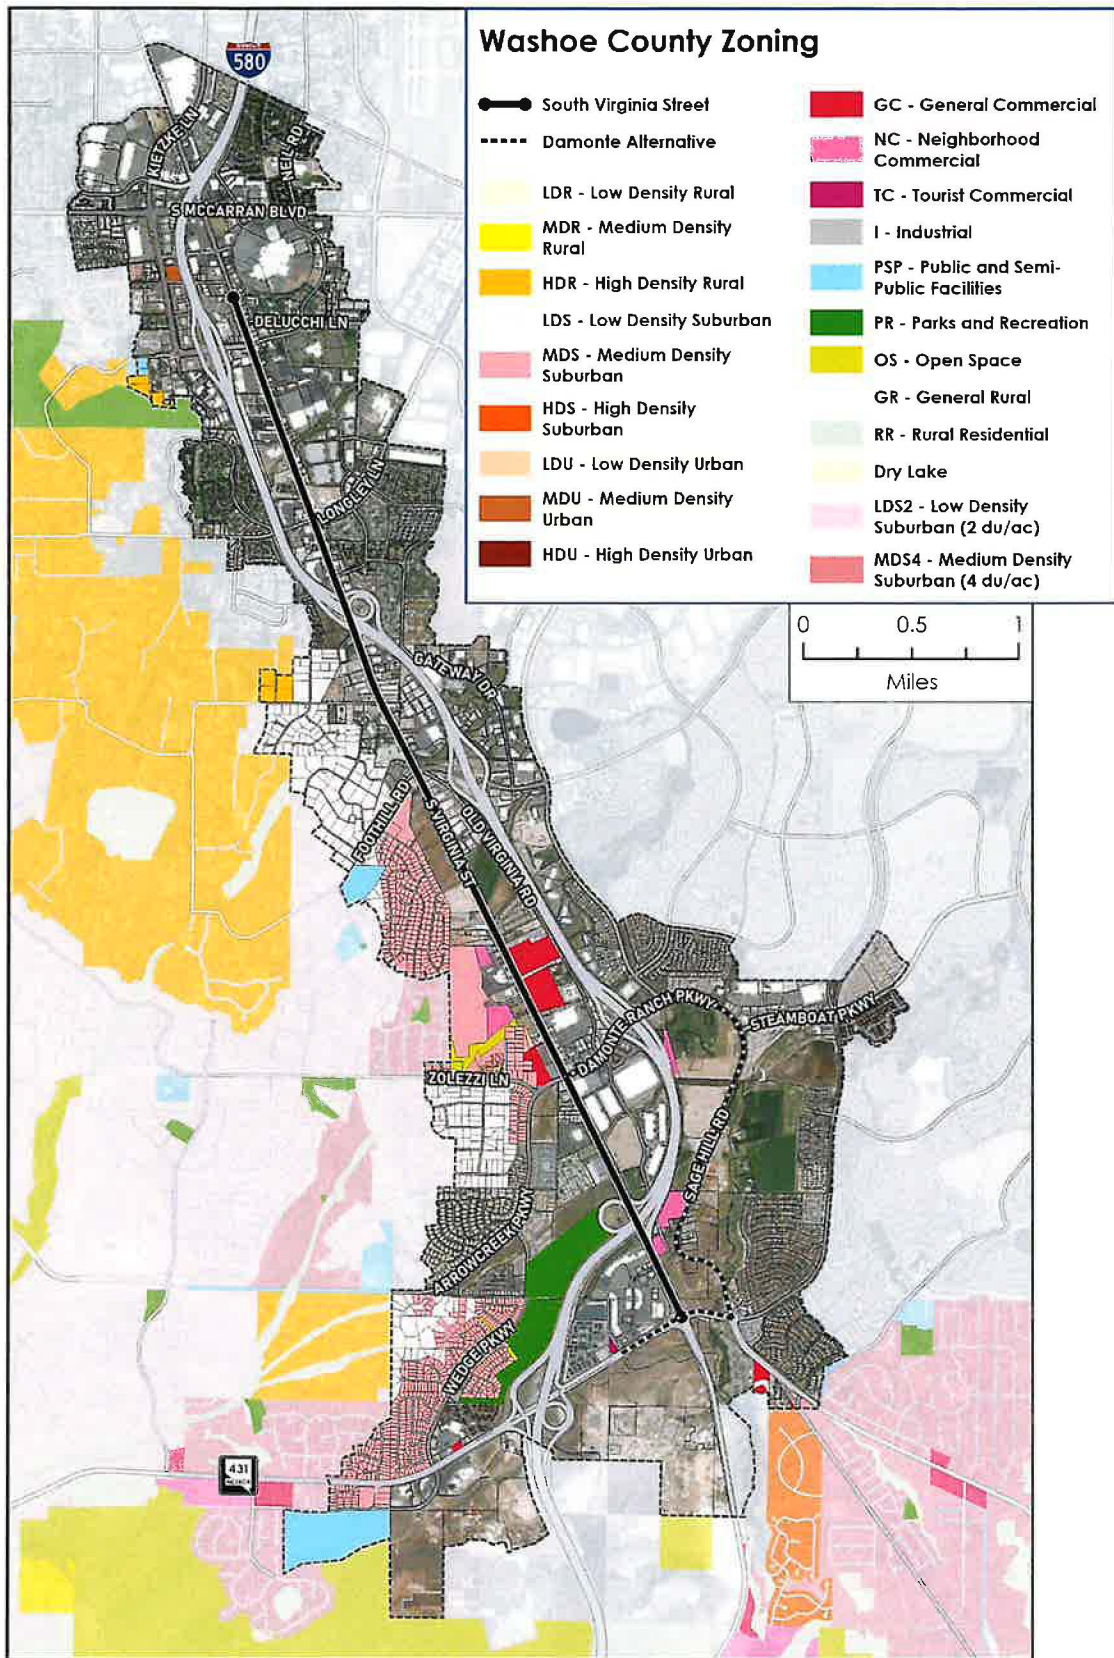 Washoe County Zoning
South Virginia Street
Damonte Alternative
LDR - Low Density Rural
MDR - Medium Density
Rural
HDR - High Density Rural
LDS - Low Density Suburban
MDS - Medium Density
Suburban
HDS - High Density
Suburban
LDU - Low Density Urban
MDU - Medium Density
Urban
HDU - High Density Urban
GC - General Commercial
NC - Neighborhood
Commercial
TC - Tourist Commercial
I - Industrial
PSP - Public and Semi-
Public Facilities
PR - Parks and Recreation
OS - Open Space
GR - General Rural
RR - Rural Residential
Dry Lake
LDS2 - Low Density
Suburban (2 du/ac)
MDS4 - Medium Density
Suburban (4 du/ac)
0 0.5 1
Miles
580
KIETZKE LN
NEIL RD
S MCCARRAN BLVD
DELUCCHI LN
LONGLEY LN
GATEWAY DR
FOOTHILL RD
S VIRGINIA ST
OLD VIRGINIA RD
DAMONTE RANCH PKWY
STEAMBOAT PKWY
ZOLEZZI LN
SAGE HILL RD
ARROWCREEK PKWY
WEDGE PKWY
431